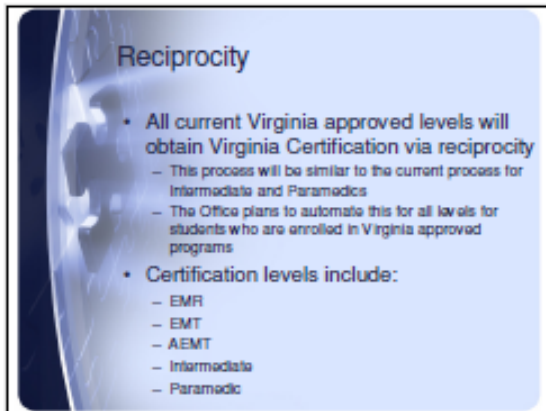 Reciprocity
• All current Virginia approved levels will
obtain Virginia Certification via reciprocity
– This process will be similar to the current process for
Intermediate and Paramedics
– The Office plans to automate this for all levels for
students who are enrolled in Virginia approved
programs
• Certification levels include:
– EMR
– EMT
– AEMT
– Intermediate
– Paramedic